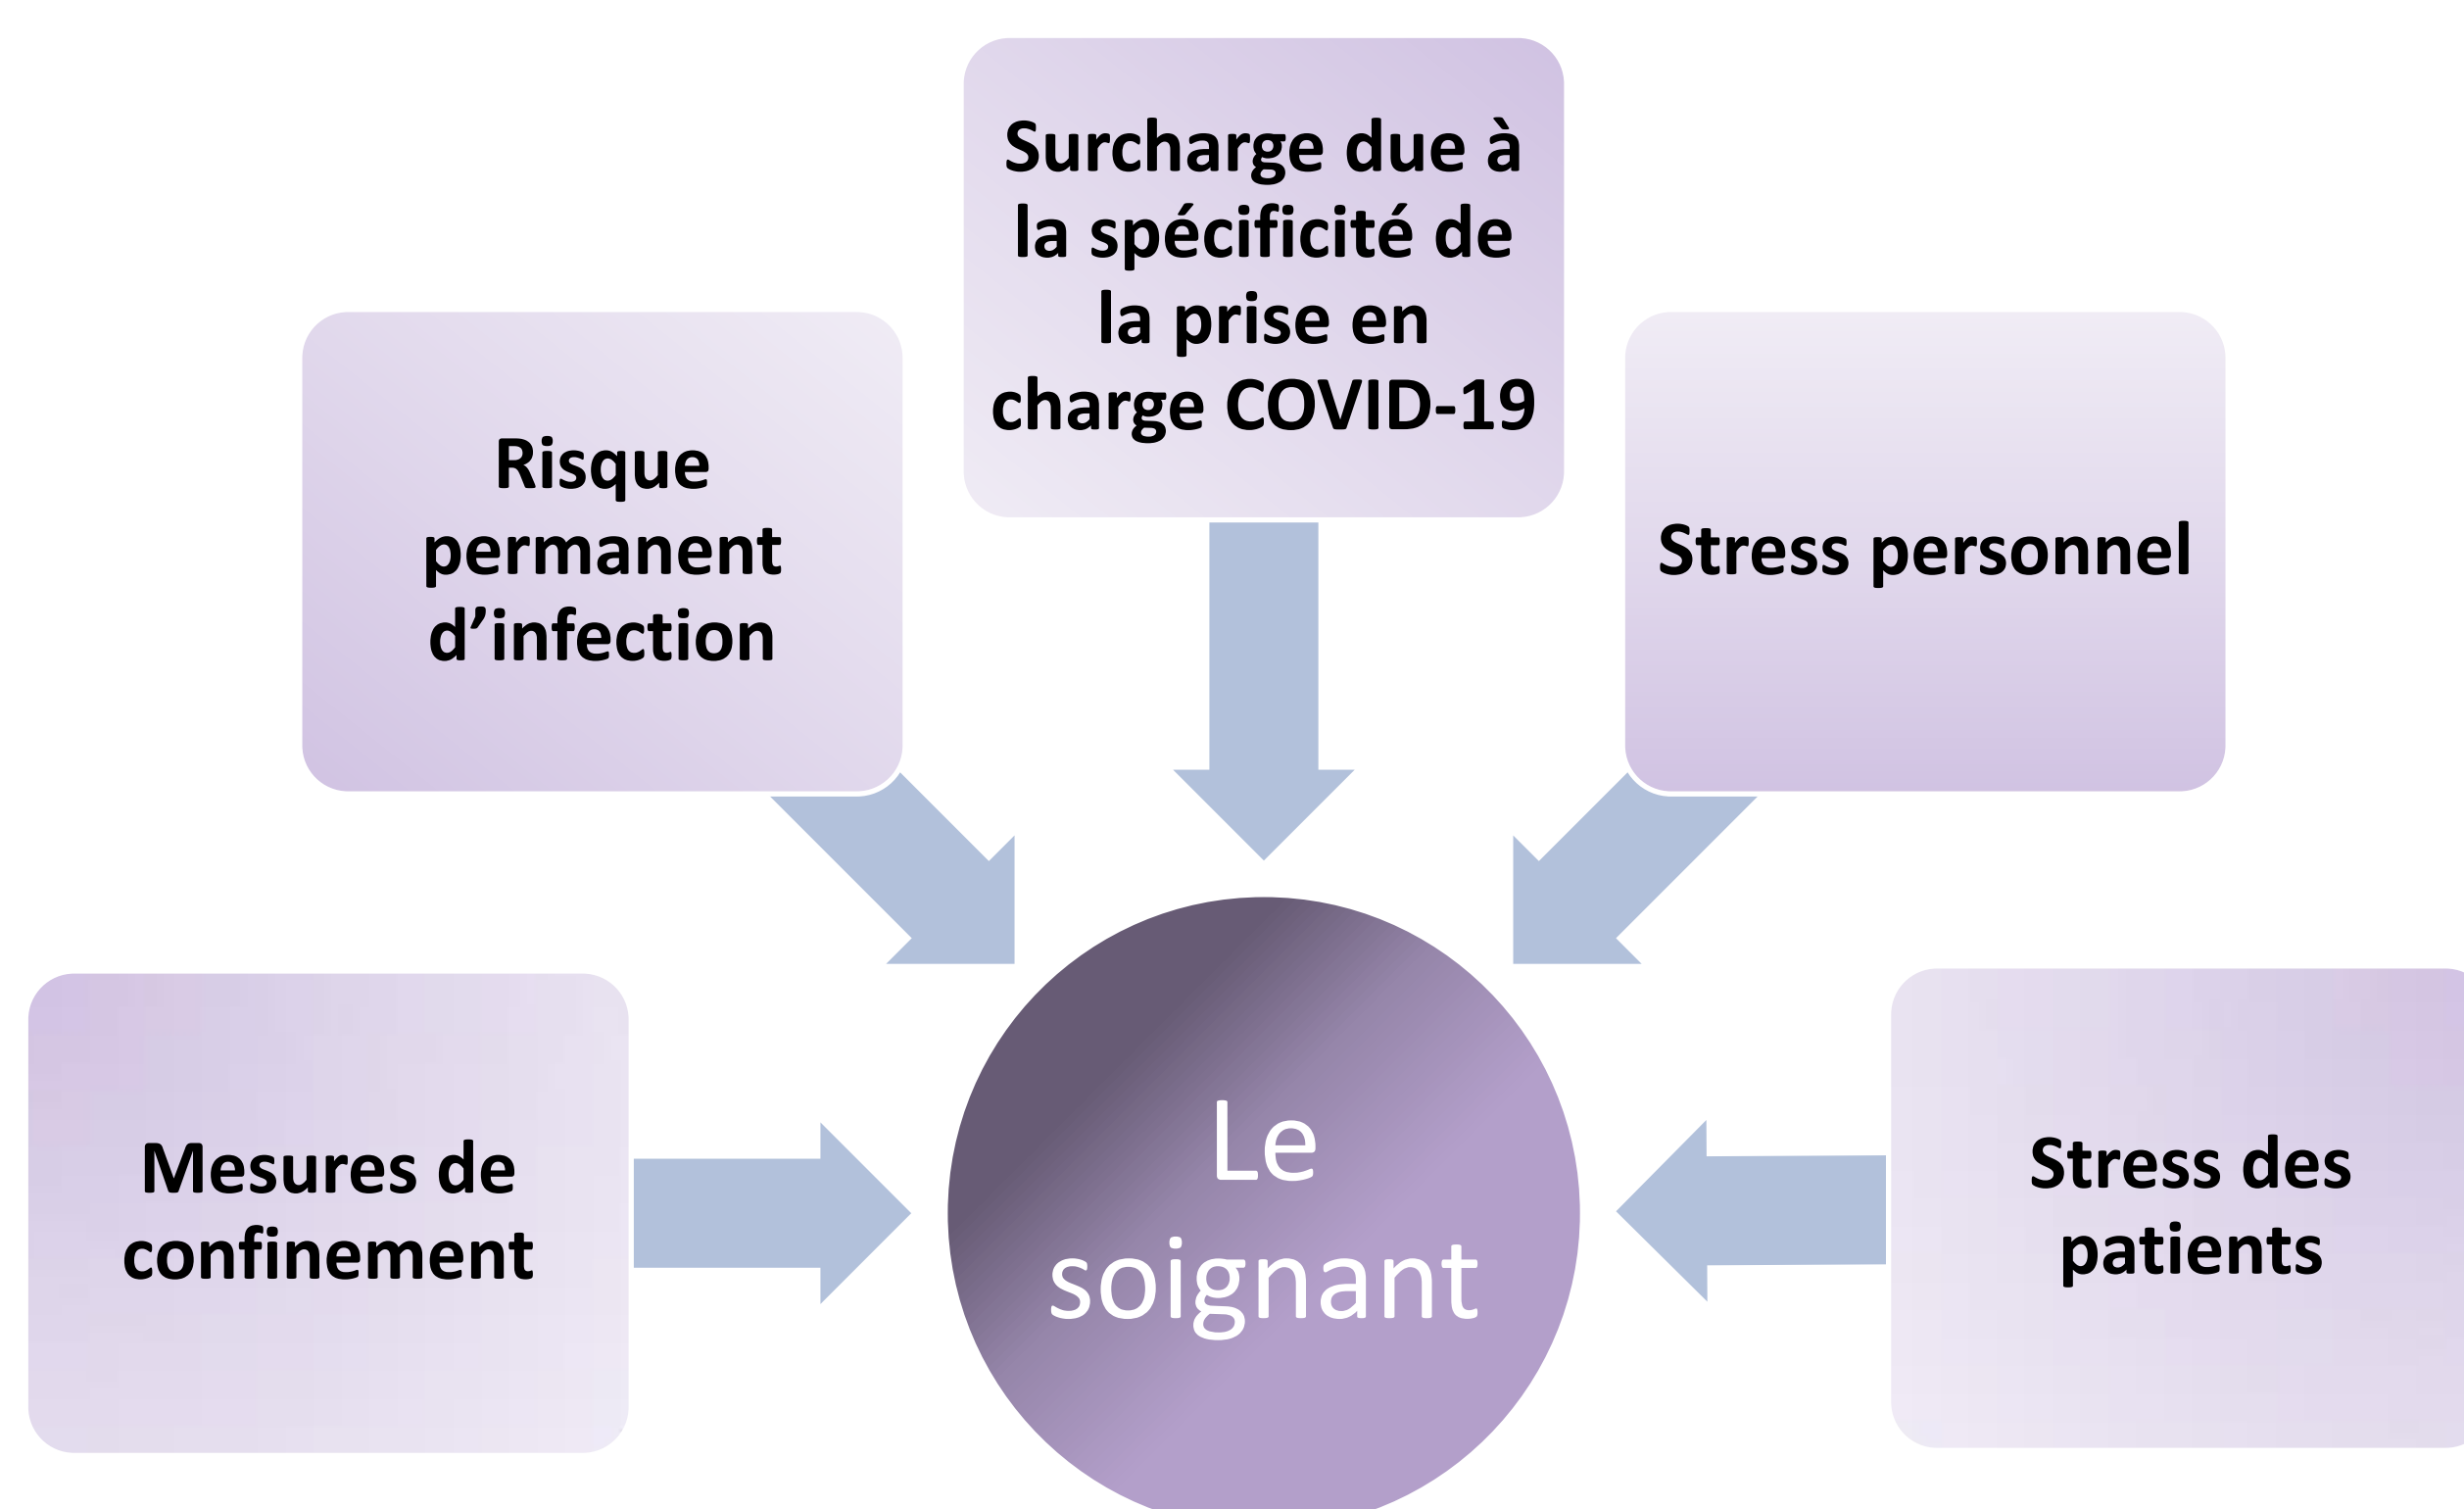 Surcharge due à
la spécificité de
la prise en
charge COVID-19
Risque
permanent
d’infection
Stress personnel
Mesures de
confinement
Le
soignant
Stress des
patients